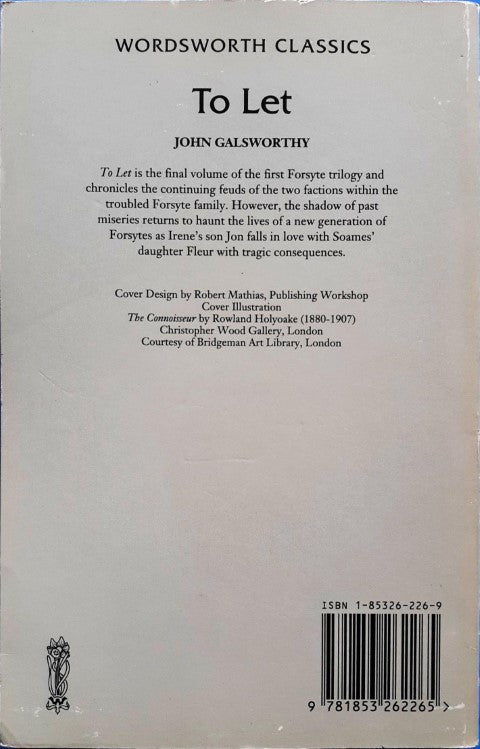 WORDSWORTH CLASSICS
To Let
JOHN GALSWORTHY
To Let is the final volume of the first Forsyte trilogy and
chronicles the continuing feuds of the two factions within the
troubled Forsyte family. However, the shadow of past
miseries returns to haunt the lives of a new generation of
Forsytes as Irene's son Jon falls in love with Soames'
daughter Fleur with tragic consequences.
Cover Design by Robert Mathias, Publishing Workshop
Cover Illustration
The Connoisseur by Rowland Holyoake (1880-1907)
Christopher Wood Gallery, London
Courtesy of Bridgeman Art Library, London
ISBN 1-85326-226-9
9 781853 262265 >
W